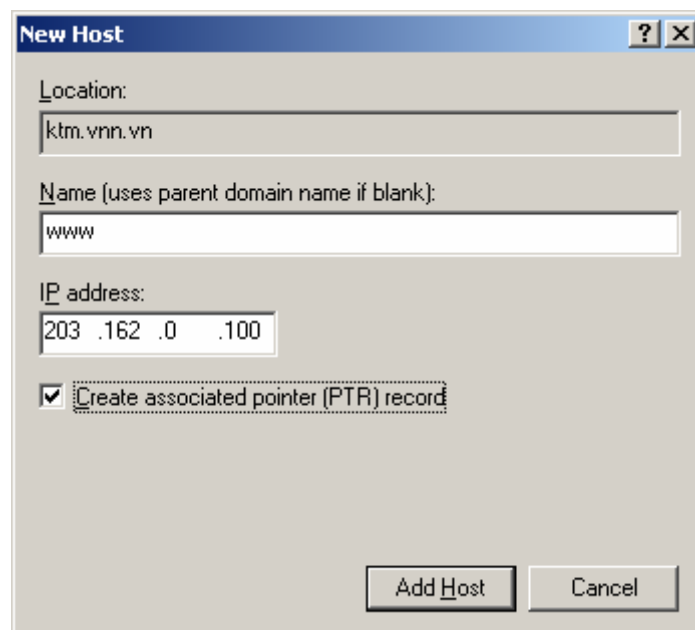 New Host
Location:
ktm.vnn.vn
Name (uses parent domain name if blank):
www
IP address:
203 .162 .0 .100
Create associated pointer (PTR) record
Add Host Cancel